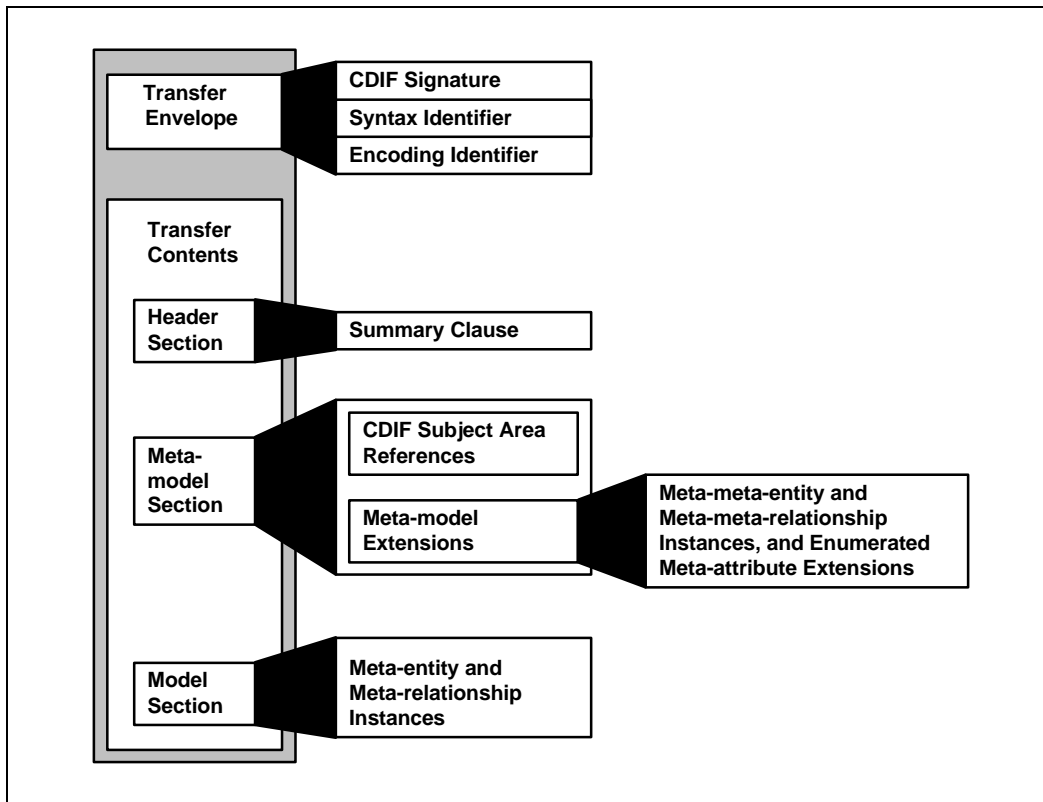 Transfer
Envelope
CDIF Signature
Syntax Identifier
Encoding Identifier
Transfer
Contents
Header
Section
Summary Clause
Meta-
model
Section
CDIF Subject Area
References
Meta-model
Extensions
Meta-meta-entity and
Meta-meta-relationship
Instances, and Enumerated
Meta-attribute Extensions
Model
Section
Meta-entity and
Meta-relationship
Instances